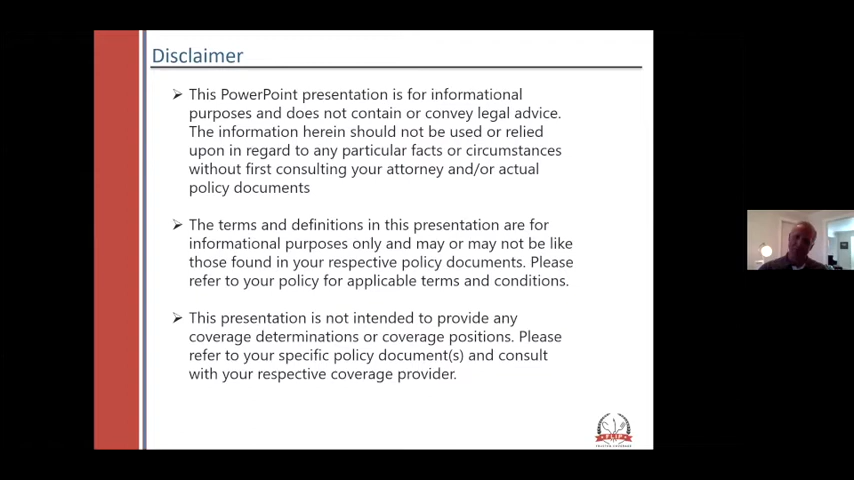 Disclaimer
➢ This PowerPoint presentation is for informational
purposes and does not contain or convey legal advice.
The information herein should not be used or relied
upon in regard to any particular facts or circumstances
without first consulting your attorney and/or actual
policy documents
➢ The terms and definitions in this presentation are for
informational purposes only and may or may not be like
those found in your respective policy documents. Please
refer to your policy for applicable terms and conditions.
➢ This presentation is not intended to provide any
coverage determinations or coverage positions. Please
refer to your specific policy document(s) and consult
with your respective coverage provider.
FLIP